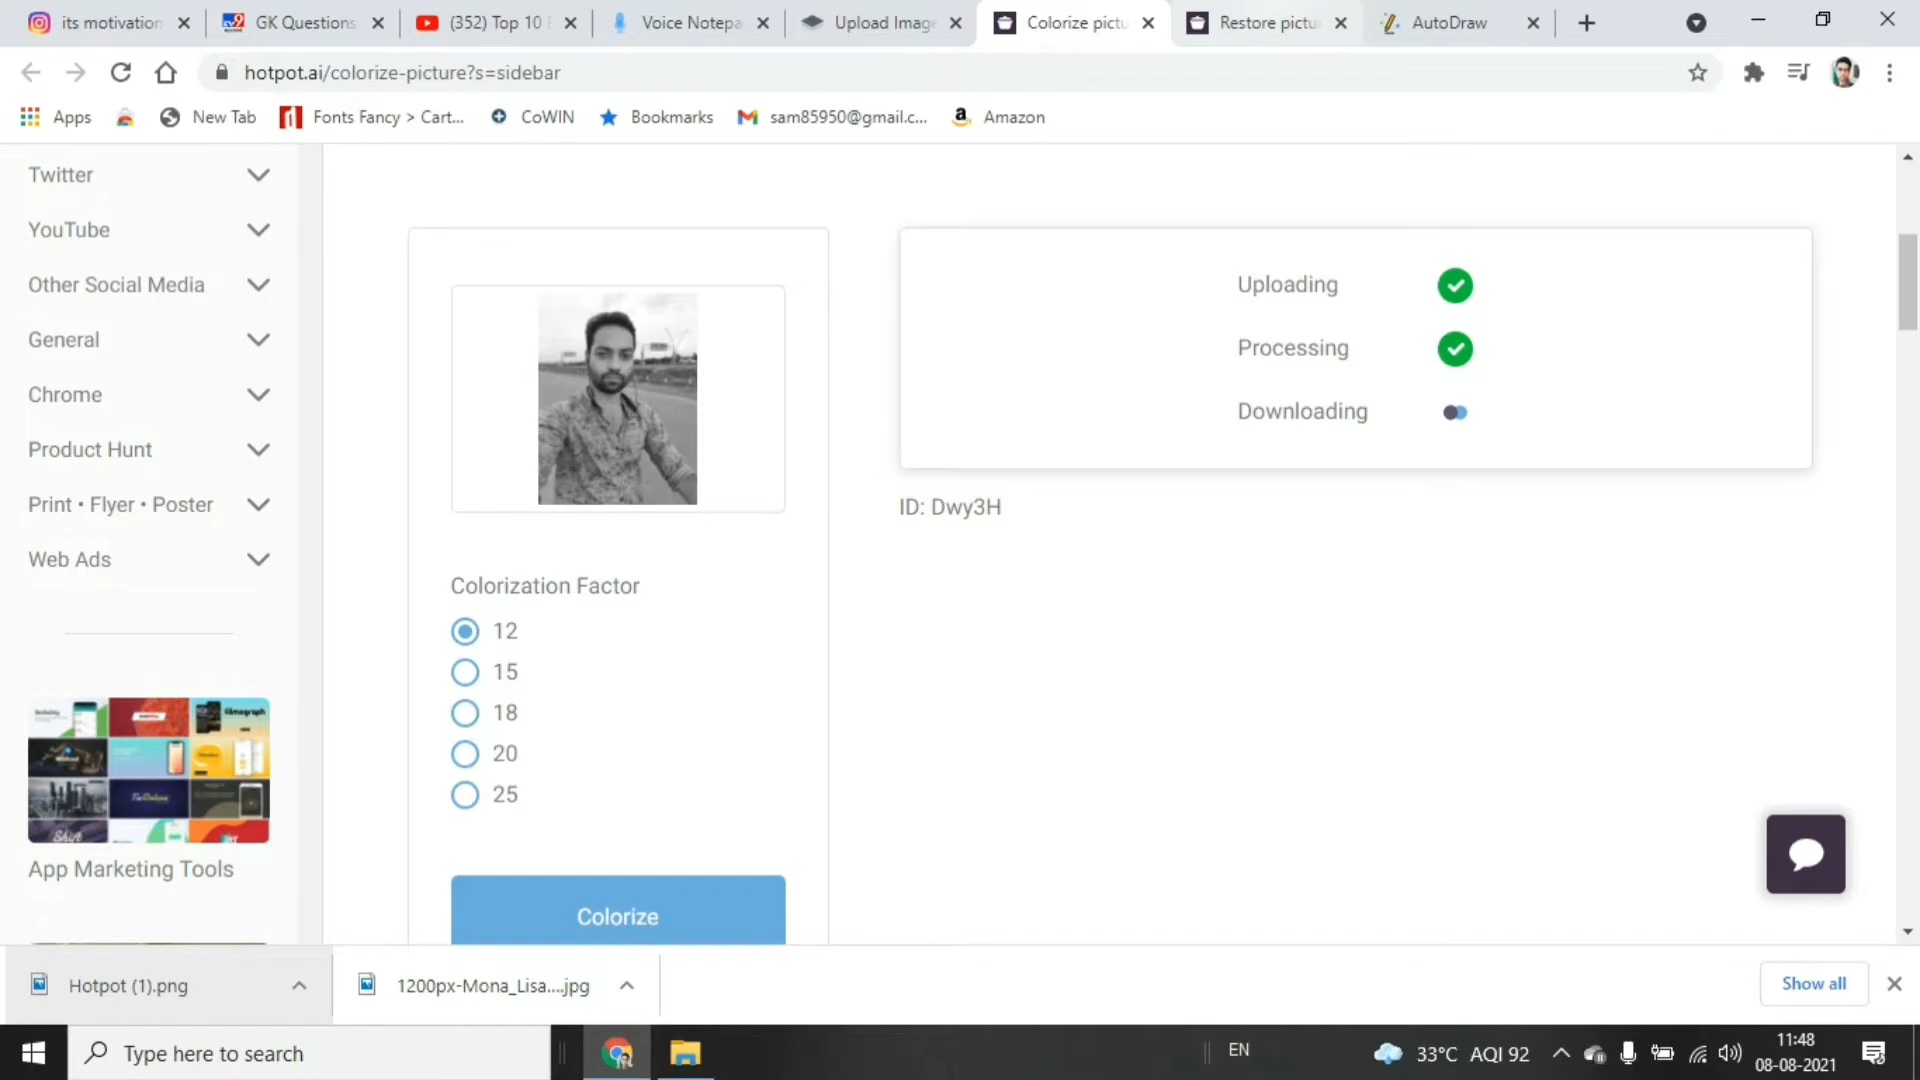 its motivation
GK Questions
(352) Top 10
Voice Notepa
Upload Imag
Colorize pictu
Restore pictu
AutoDraw
hotpot.ai/colorize-picture?s=sidebar
Apps
New Tab
Fonts Fancy > Cart...
CoWIN
Bookmarks
sam85950@gmail.c...
Amazon
Twitter
YouTube
Other Social Media
General
Chrome
Product Hunt
Print • Flyer • Poster
Web Ads
App Marketing Tools
Uploading
Processing
Downloading
ID: Dwy3H
Colorization Factor
12
15
18
20
25
Colorize
Hotpot (1).png
1200px-Mona_Lisa....jpg
Show all
Type here to search
EN
33°C AQI 92
11:48
08-08-2021